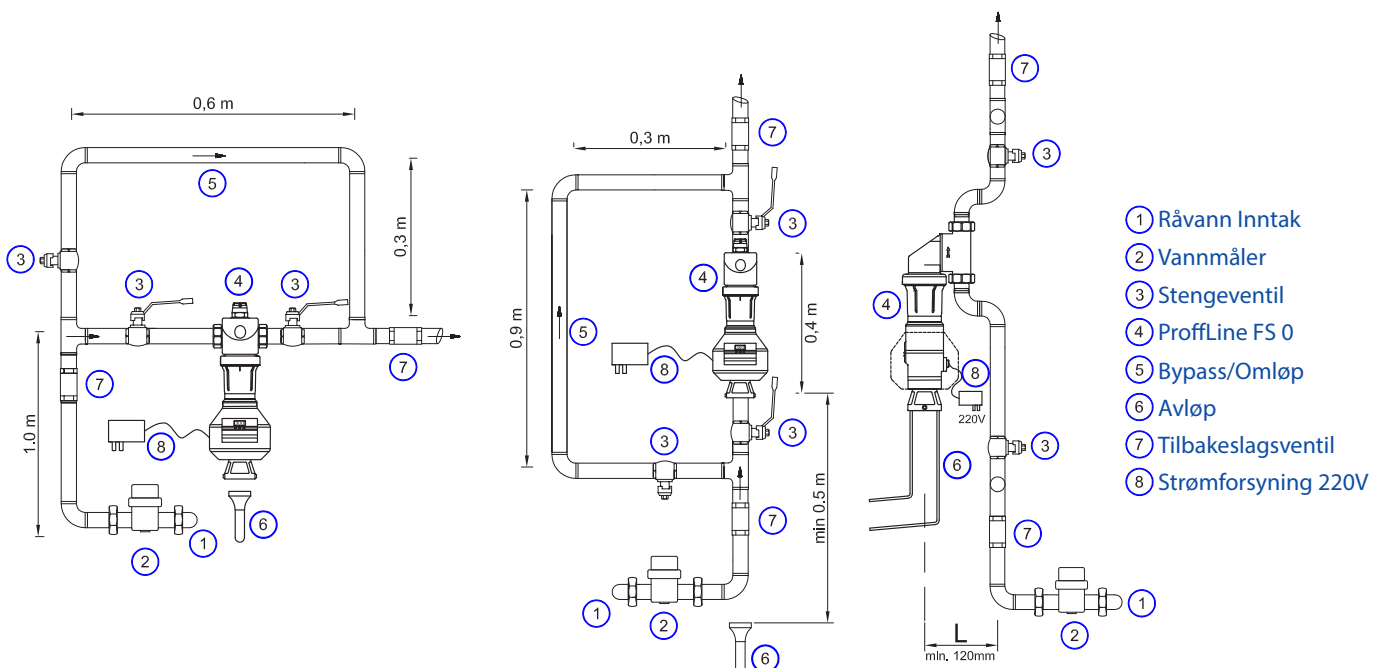 0,6 m
5
3
3
4
3
0,3 m
7
7
1.0 m
8
6
1
2
7
0,3 m
3
4
0,9 m
5
0,4 m
8
3
3
min 0.5 m
7
1
2
6
7
3
4
8
220V
3
6
7
1
2
L
min. 120mm
1 Råvann Inntak
2 Vannmåler
3 Stengeventil
4 ProffLine FS 0
5 Bypass/Omløp
6 Avløp
7 Tilbakeslagsventil
8 Strømforsyning 220V